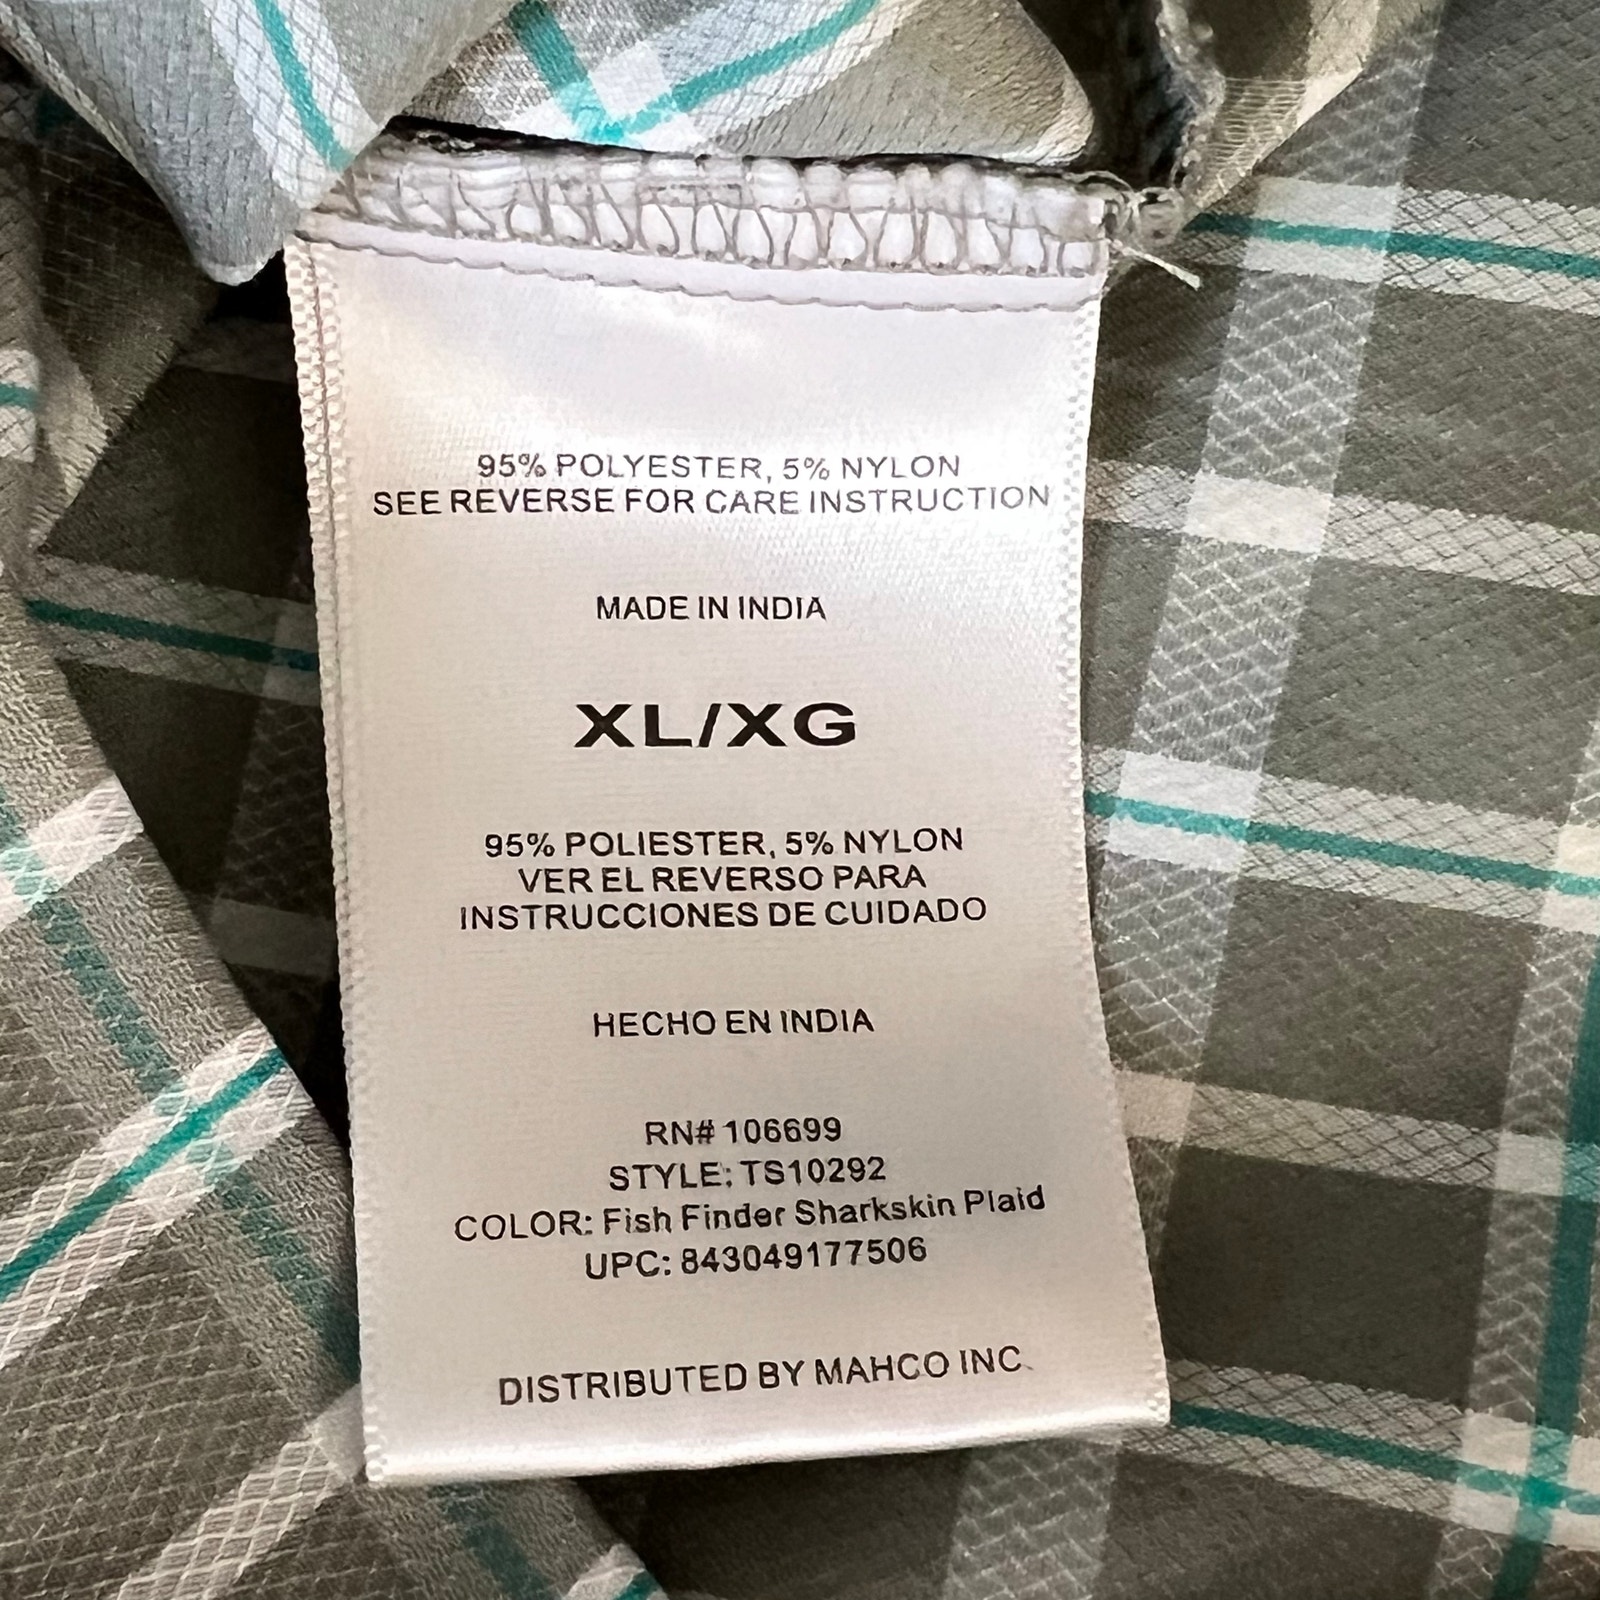 95% POLYESTER, 5% NYLON
SEE REVERSE FOR CARE INSTRUCTION
MADE IN INDIA
XL/XG
95% POLIESTER, 5% NYLON
VER EL REVERSO PARA
INSTRUCCIONES DE CUIDADO
HECHO EN INDIA
RN# 106699
STYLE: TS10292
COLOR: Fish Finder Sharkskin Plaid
UPC: 843049177506
DISTRIBUTED BY MAHCO INC.